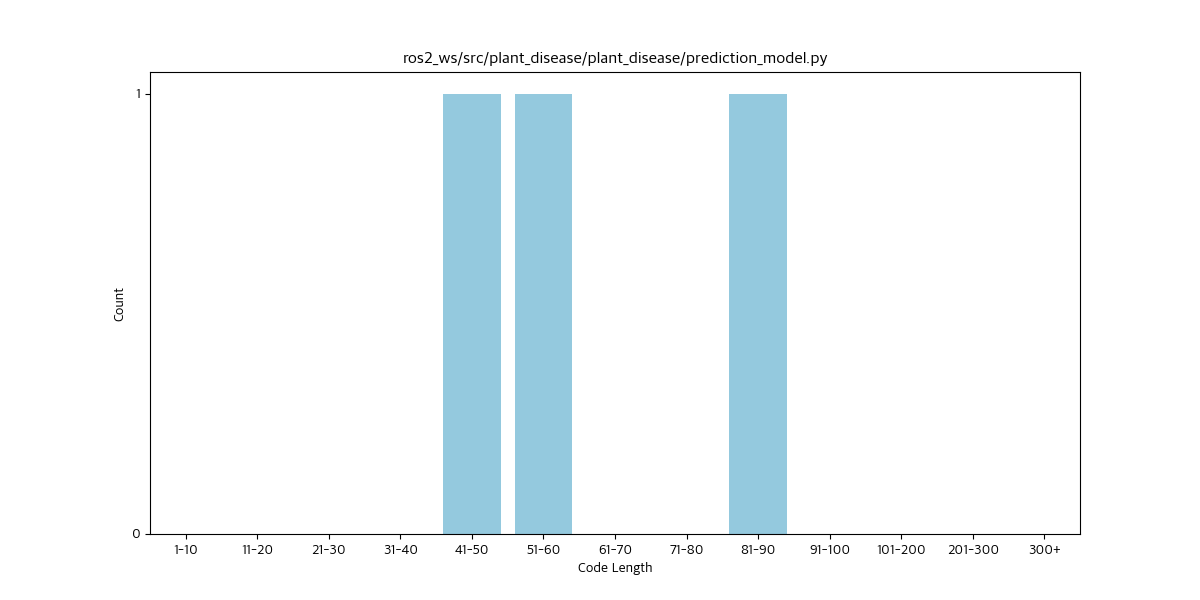 ros2_ws/src/plant_disease/plant_disease/prediction_model.py
1
Count
0
1-10 11-20 21-30 31-40 41-50 51-60 61-70 71-80 81-90 91-100 101-200 201-300 300+
Code Length